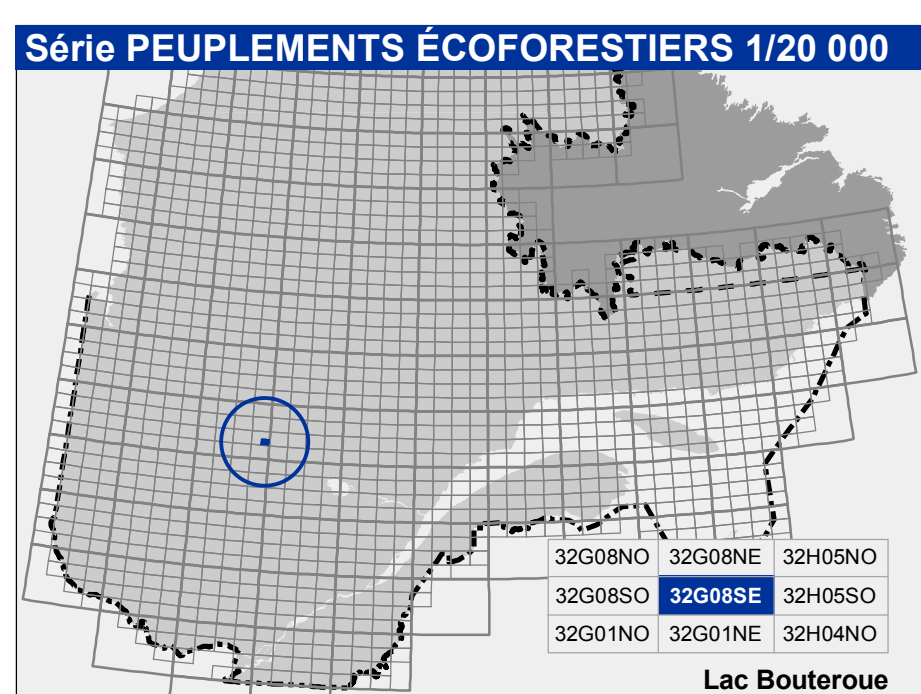 Série PEUPLEMENTS ÉCOFORESTIERS 1/20 000
32G08NO 32G08NE 32H05NO
32G08SO 32G08SE 32H05SO
32G01NO 32G01NE 32H04NO
Lac Bouteroue